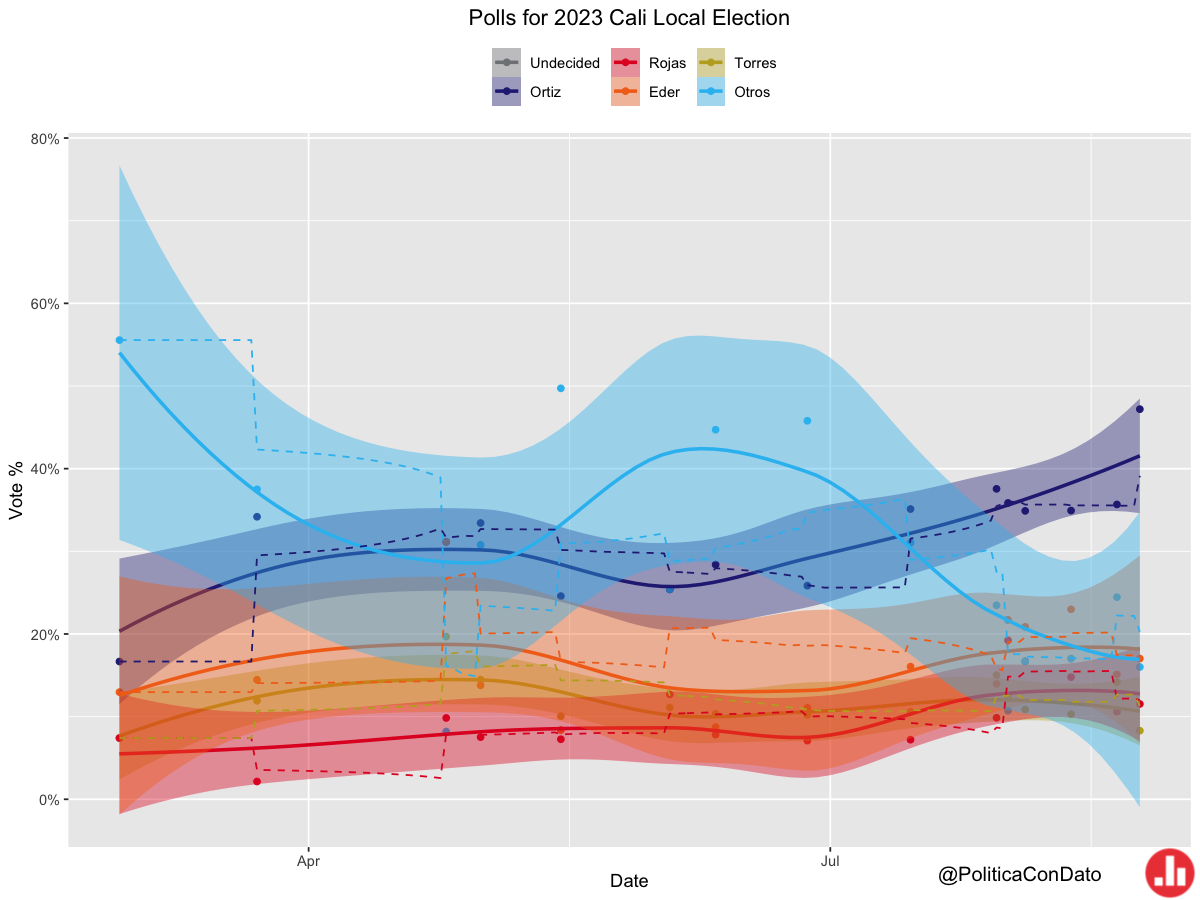 Polls for 2023 Cali Local Election
Undecided
Rojas
Torres
Ortiz
Eder
Otros
80%
60%
40%
20%
0%
Vote %
Apr
Jul
Date
@PoliticaConDato